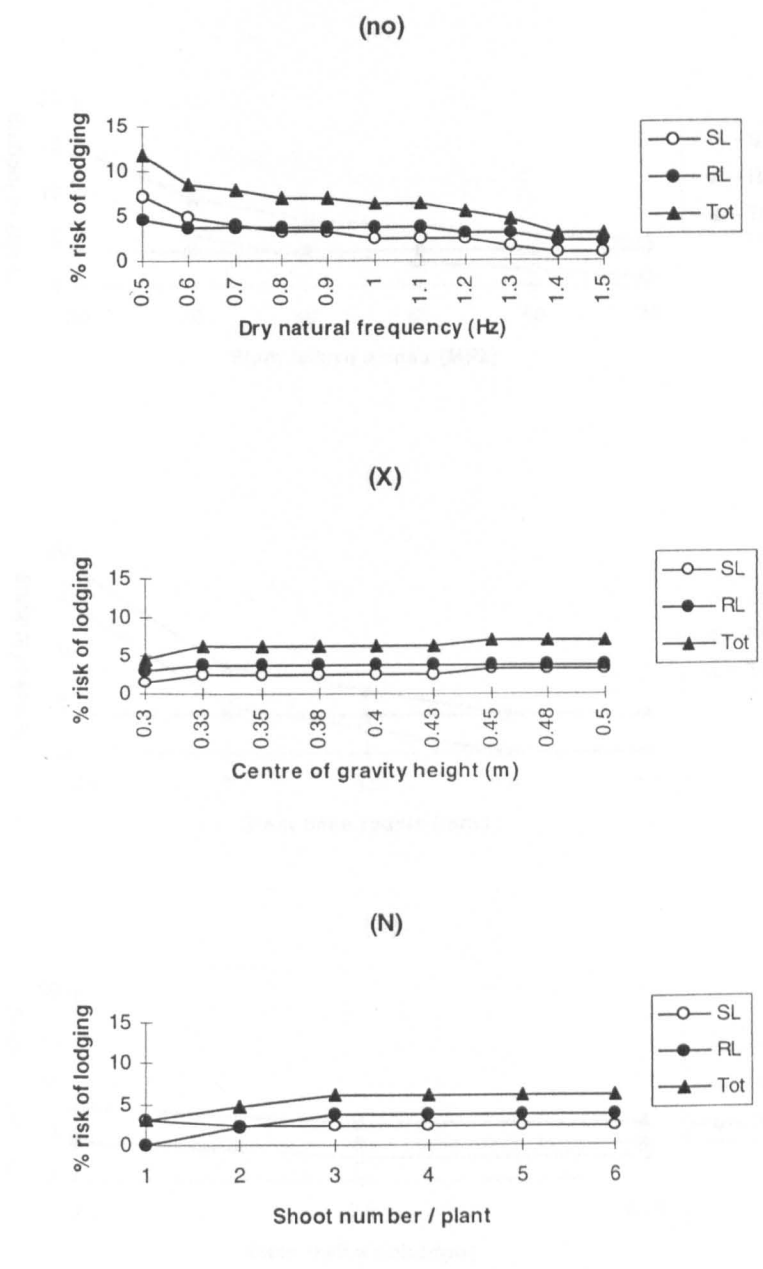 (no)
% risk of lodging
15
10
5
0
0.5 0.6 0.7 0.8 0.9 1 1.1 1.2 1.3 1.4 1.5
Dry natural frequency (Hz)
SL
RL
Tot
(X)
% risk of lodging
15
10
5
0
0.3 0.33 0.35 0.38 0.4 0.43 0.45 0.48 0.5
Centre of gravity height (m)
SL
RL
Tot
(N)
% risk of lodging
15
10
5
0
1 2 3 4 5 6
Shoot number / plant
SL
RL
Tot